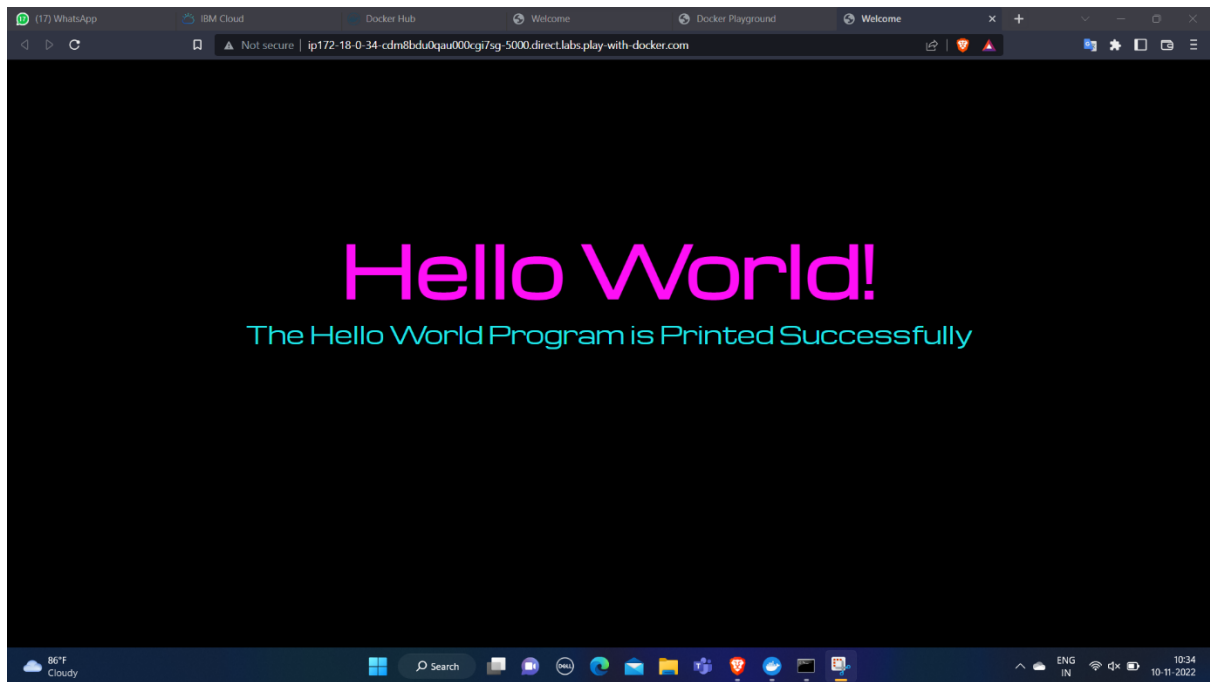 (17) WhatsApp
IBM Cloud
Docker Hub
Welcome
Docker Playground
Welcome
Not secure
ip172-18-0-34-cdm8bdu0qau000cgi7sg-5000.direct.labs.play-with-docker.com
Hello World!
The Hello World Program is Printed Successfully
86°F
Cloudy
Search
DELL
ENG
IN
10:34
10-11-2022